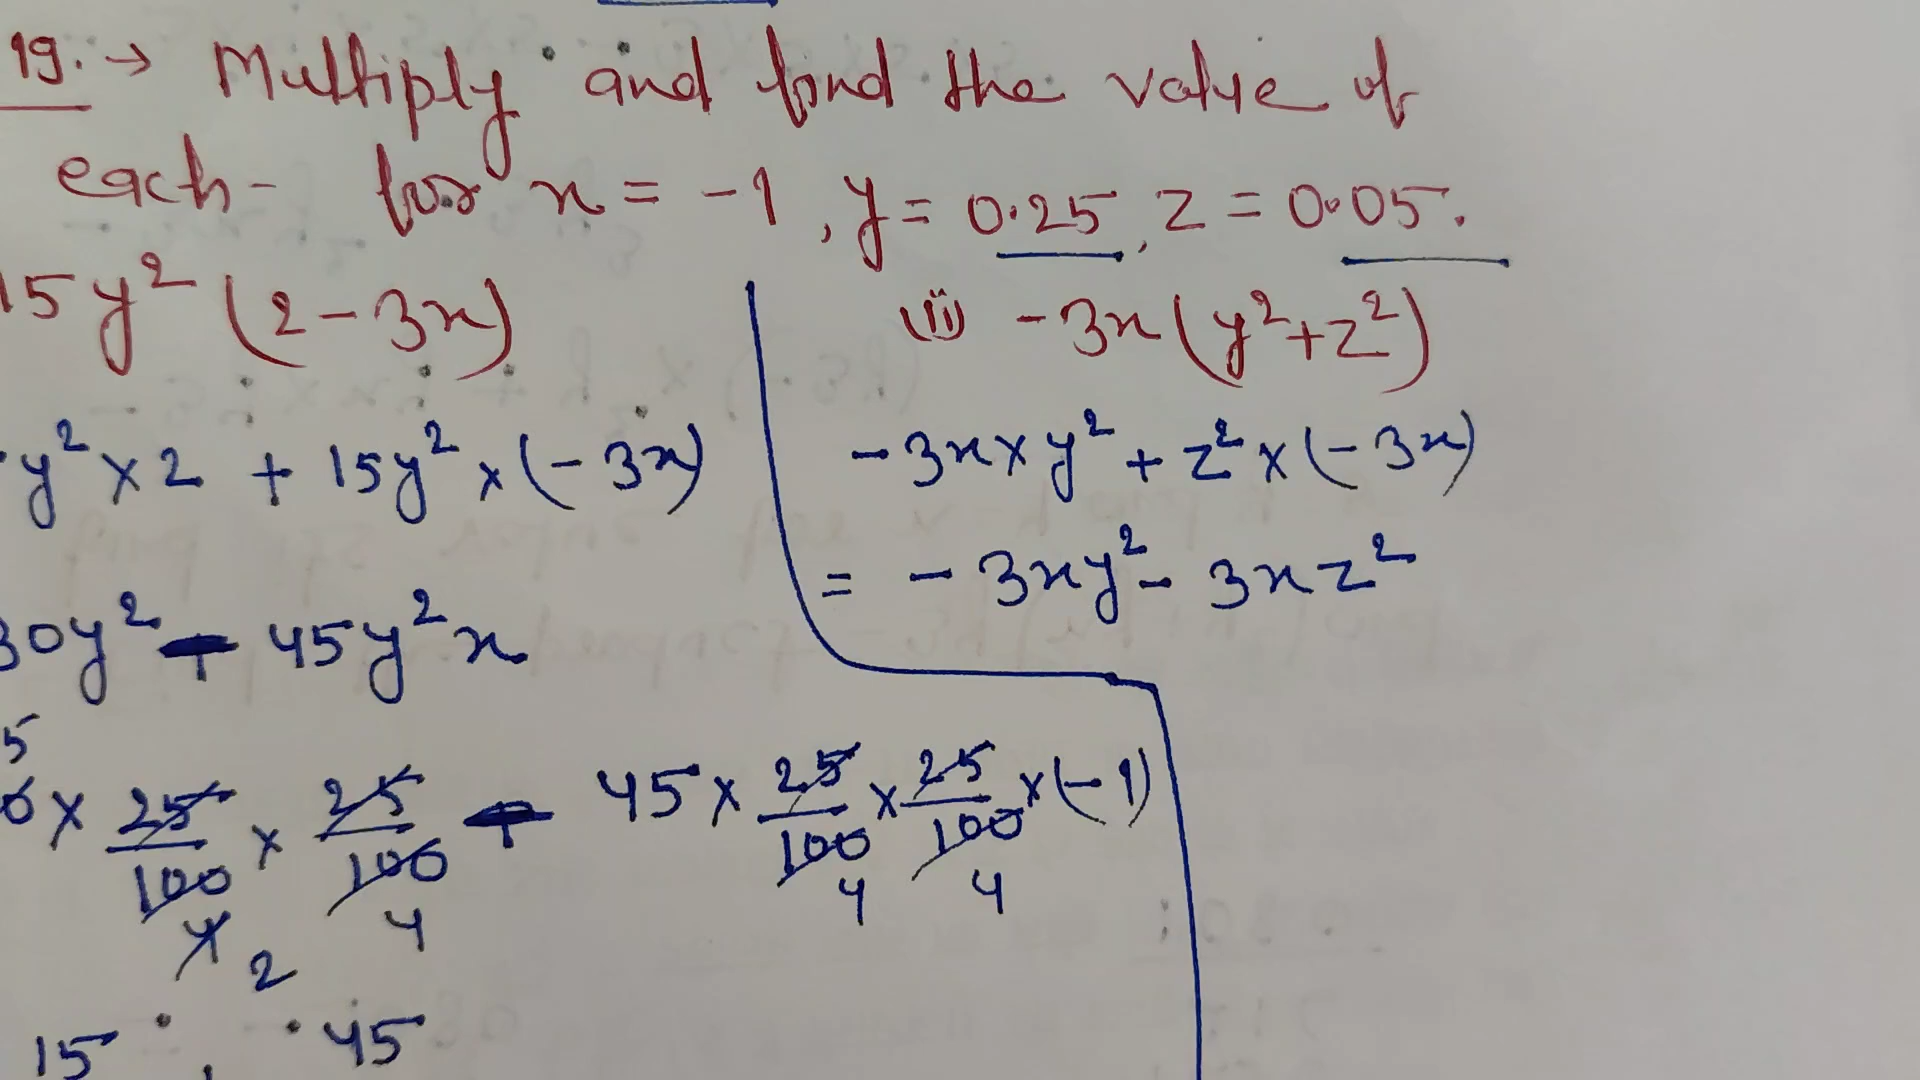 19. → Multiply and find the value of
each- for x = -1, y = 0.25, z = 0.05.
15y² (2-3x)
y² × 2 + 15y² × (-3x)
30y² - 45y²x
5
0 × 25/100 × 25/100 - 45 × 25/100 × 25/100 × (-1)
4 2 4 4 4
15 45
(ii) -3x(y²+z²)
-3x × y² + z² × (-3x)
= -3xy² - 3xz²